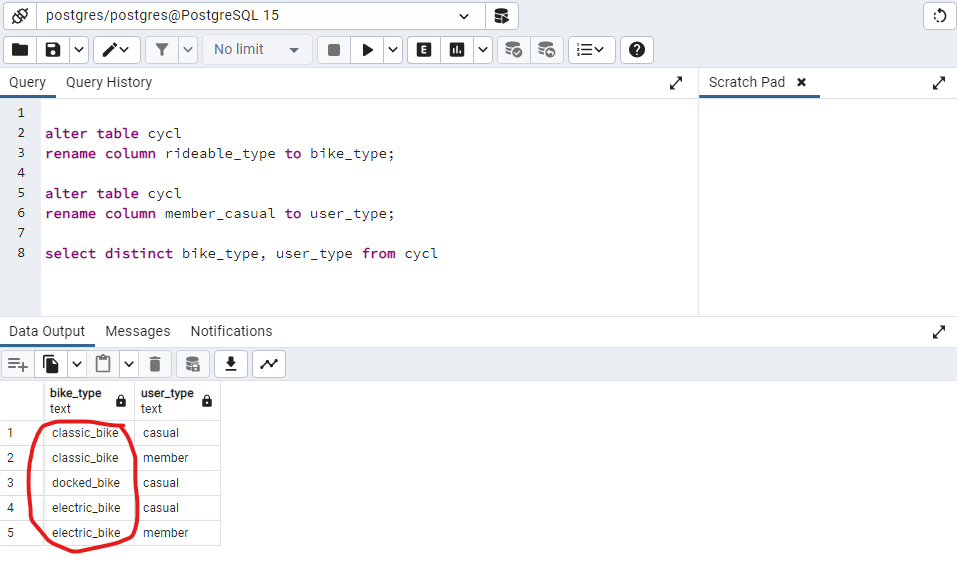 postgres/postgres@PostgreSQL 15
No limit
E
Query Query History
Scratch Pad
1
2 alter table cycl
3 rename column rideable_type to bike_type;
4
5 alter table cycl
6 rename column member_casual to user_type;
7
8 select distinct bike_type, user_type from cycl
Data Output Messages Notifications
bike_type user_type
text text
1 classic_bike casual
2 classic_bike member
3 docked_bike casual
4 electric_bike casual
5 electric_bike member